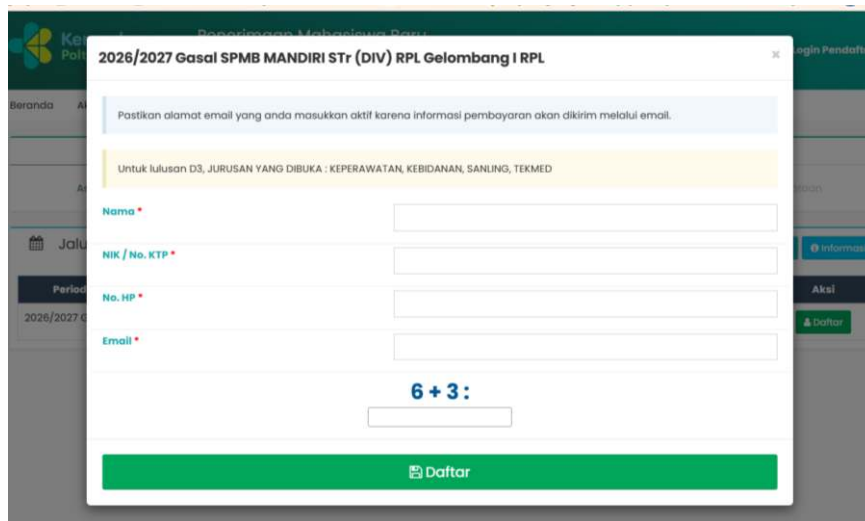 Penerimaan Mahasiswa Baru
2026/2027 Gasal SPMB MANDIRI STr (DIV) RPL Gelombang I RPL
×
Login Pendaft
Beranda
Pastikan alamat email yang anda masukkan aktif karena informasi pembayaran akan dikirim melalui email.
Untuk lulusan D3, JURUSAN YANG DIBUKA : KEPERAWATAN, KEBIDANAN, SANLING, TEKMED
Nama *
Jalu
NIK / No. KTP *
Informas
Period
No. HP *
Aksi
2026/2027 G
Daftar
Email *
6 + 3 :
Daftar